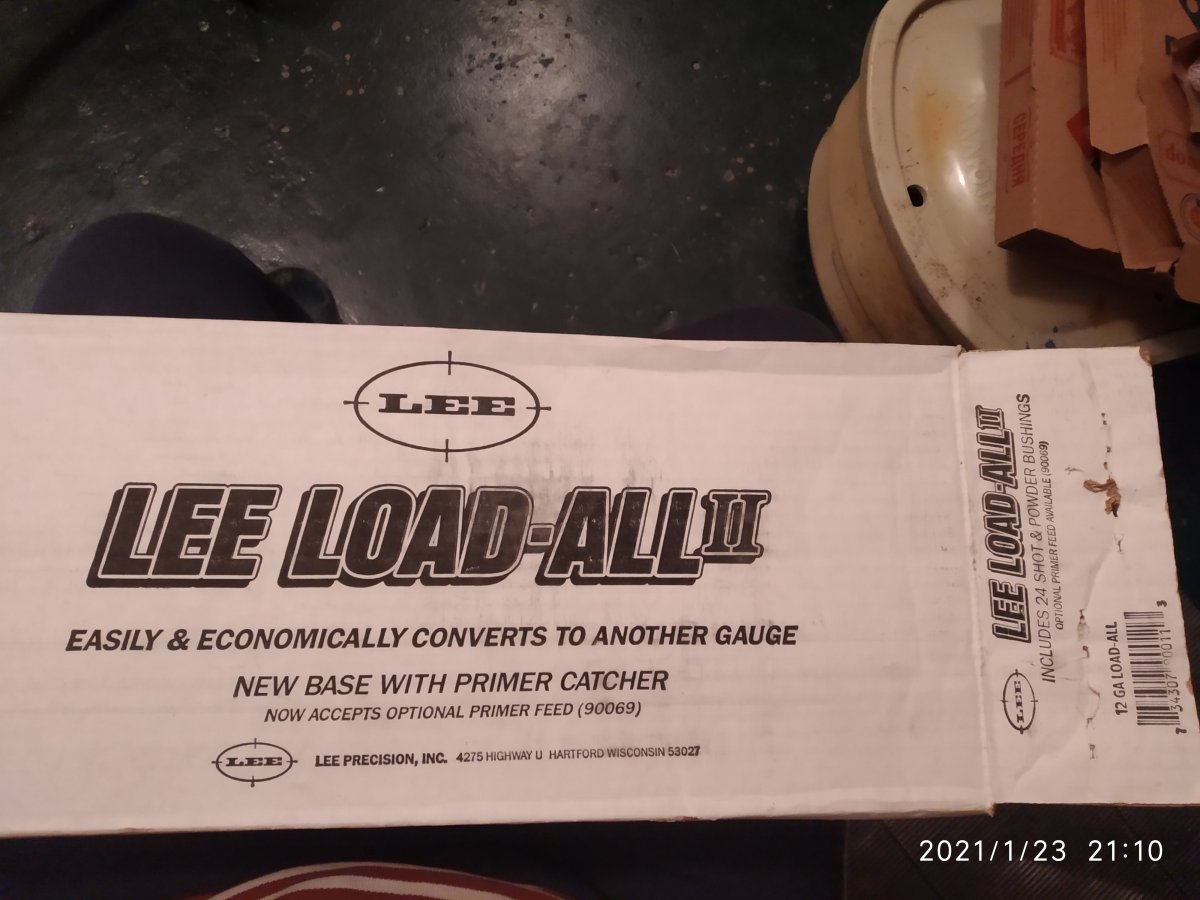 LEE
LEE LOAD-ALL II
EASILY & ECONOMICALLY CONVERTS TO ANOTHER GAUGE
NEW BASE WITH PRIMER CATCHER
NOW ACCEPTS OPTIONAL PRIMER FEED (90069)
LEE
LEE PRECISION, INC. 4275 HIGHWAY U HARTFORD WISCONSIN 53027
LEE
LEE LOAD-ALL II
INCLUDES 24 SHOT & POWDER BUSHINGS
OPTIONAL PRIMER FEED AVAILABLE (90069)
12 GA LOAD-ALL
СЕРЕДИА
2021/1/23 21:10